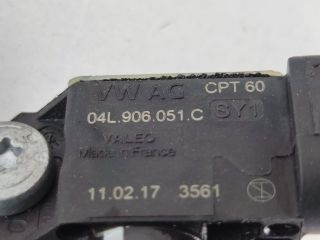 VW AG CPT 60
04L.906.051.C SY1
VALEO
Made in France
11.02.17 3561